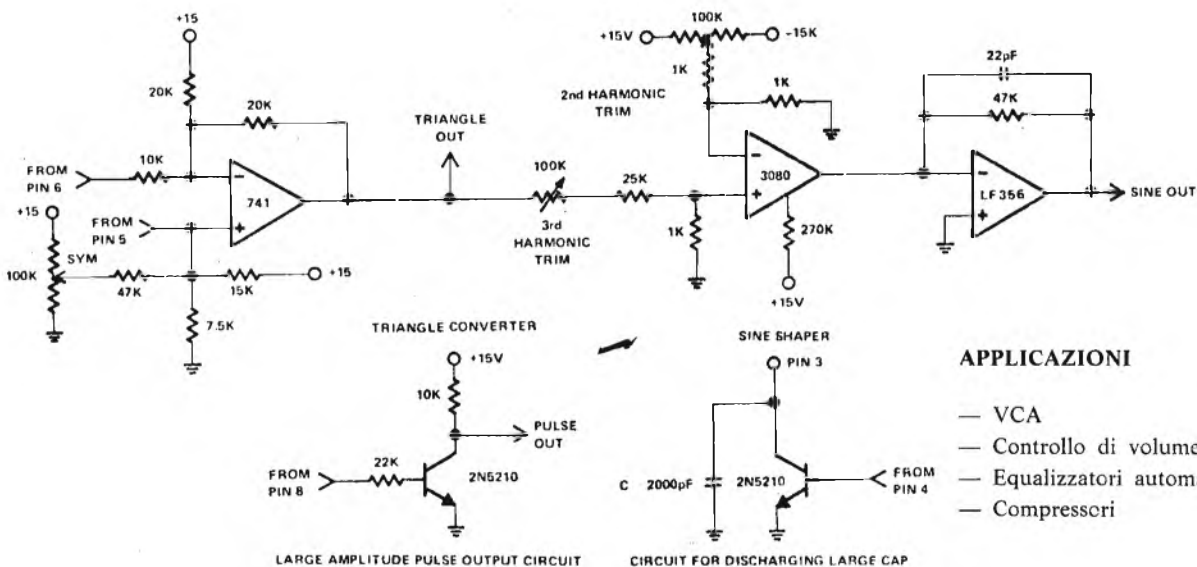 +15
20K
20K
10K
FROM
PIN 6
-
741
+
+15
FROM
PIN 5
SYM
100K
47K
15K
+15
7.5K
TRIANGLE CONVERTER
TRIANGLE
OUT
100K
3rd
HARMONIC
TRIM
25K
1K
2nd HARMONIC
TRIM
+15V
100K
-15K
1K
1K
-
3080
+
270K
+15V
SINE SHAPER
22pF
47K
-
LF356
+
SINE OUT
+15V
10K
PULSE
OUT
FROM
PIN 8
22K
2N5210
LARGE AMPLITUDE PULSE OUTPUT CIRCUIT
PIN 3
C 2000pF
2N5210
FROM
PIN 4
CIRCUIT FOR DISCHARGING LARGE CAP
APPLICAZIONI
— VCA
— Controllo di volume
— Equalizzatori autom
— Compressori